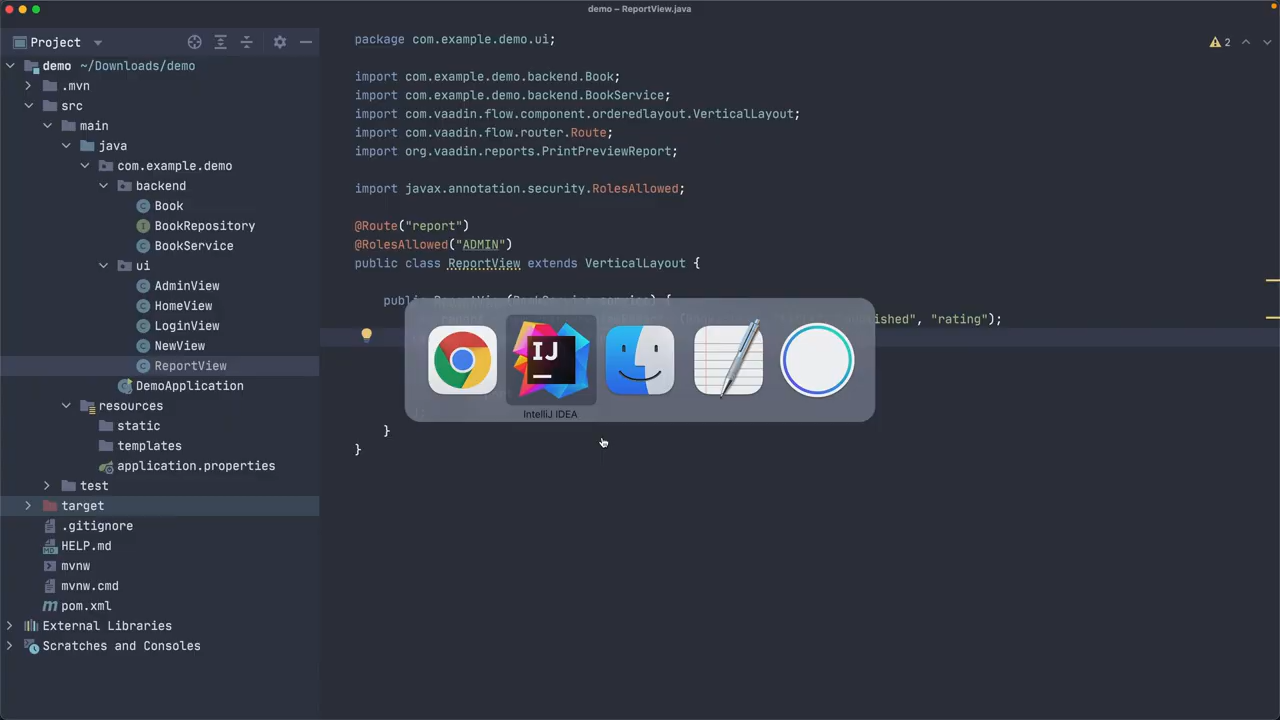 demo – ReportView.java
Project
demo ~/Downloads/demo
.mvn
src
main
java
com.example.demo
backend
Book
BookRepository
BookService
ui
AdminView
HomeView
LoginView
NewView
ReportView
DemoApplication
resources
static
templates
application.properties
test
target
.gitignore
HELP.md
mvnw
mvnw.cmd
pom.xml
External Libraries
Scratches and Consoles
package com.example.demo.ui;
import com.example.demo.backend.Book;
import com.example.demo.backend.BookService;
import com.vaadin.flow.component.orderedlayout.VerticalLayout;
import com.vaadin.flow.router.Route;
import org.vaadin.reports.PrintPreviewReport;
import javax.annotation.security.RolesAllowed;
@Route("report")
@RolesAllowed("ADMIN")
public class ReportView extends VerticalLayout {
public ReportView(BookService service) {
"rating");
}
}
2
IJ
IntelliJ IDEA